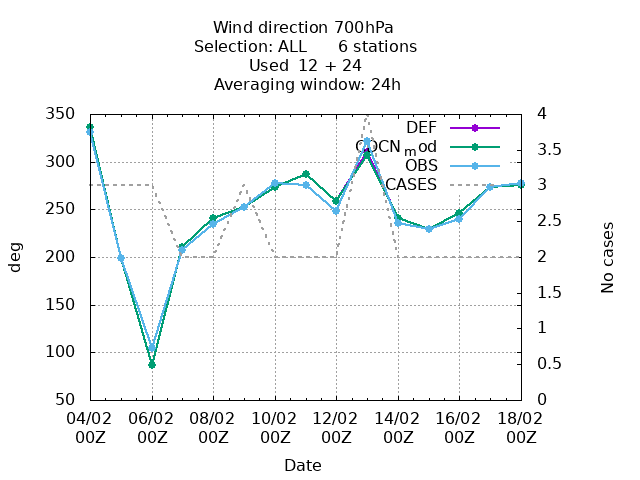 Wind direction 700hPa
Selection: ALL 6 stations
Used 12 + 24
Averaging window: 24h
350 4
DEF
3.5
COCN_mod
300 OBS
3 CASES
250 2.5
200 2
deg No cases
150 1.5
1
100 0.5
50 0
04/02 06/02 08/02 10/02 12/02 14/02 16/02 18/02
00Z 00Z 00Z 00Z 00Z 00Z 00Z 00Z
Date